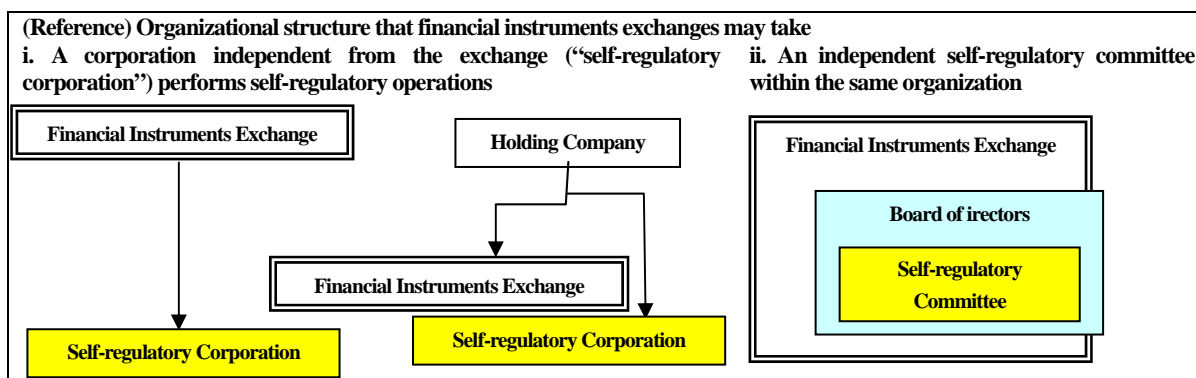 (Reference) Organizational structure that financial instruments exchanges may take
i. A corporation independent from the exchange (“self-regulatory
corporation”) performs self-regulatory operations
ii. An independent self-regulatory committee
within the same organization
Financial Instruments Exchange
Self-regulatory Corporation
Holding Company
Financial Instruments Exchange
Self-regulatory Corporation
Financial Instruments Exchange
Board of irectors
Self-regulatory
Committee